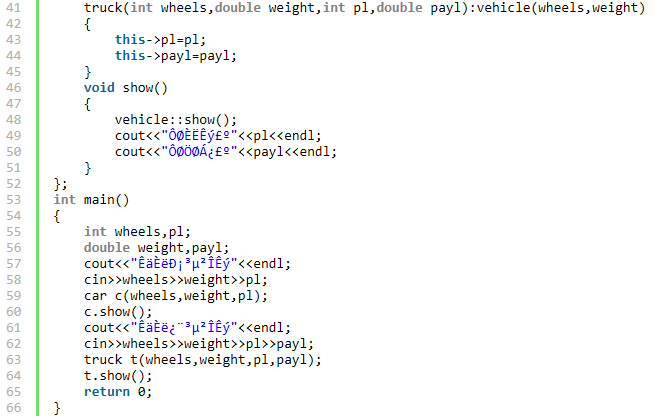 41 truck(int wheels,double weight,int pl,double payl):vehicle(wheels,weight)
42 {
43 this->pl=pl;
44 this->payl=payl;
45 }
46 void show()
47 {
48 vehicle::show();
49 cout<<"ÔØÈËÊý£º"<<pl<<endl;
50 cout<<"ÔØÖØÁ¿£º"<<payl<<endl;
51 }
52 };
53 int main()
54 {
55 int wheels,pl;
56 double weight,payl;
57 cout<<"ÊäÈëÐ¡³µ²ÎÊý"<<endl;
58 cin>>wheels>>weight>>pl;
59 car c(wheels,weight,pl);
60 c.show();
61 cout<<"ÊäÈë¿¨³µ²ÎÊý"<<endl;
62 cin>>wheels>>weight>>pl>>payl;
63 truck t(wheels,weight,pl,payl);
64 t.show();
65 return 0;
66 }